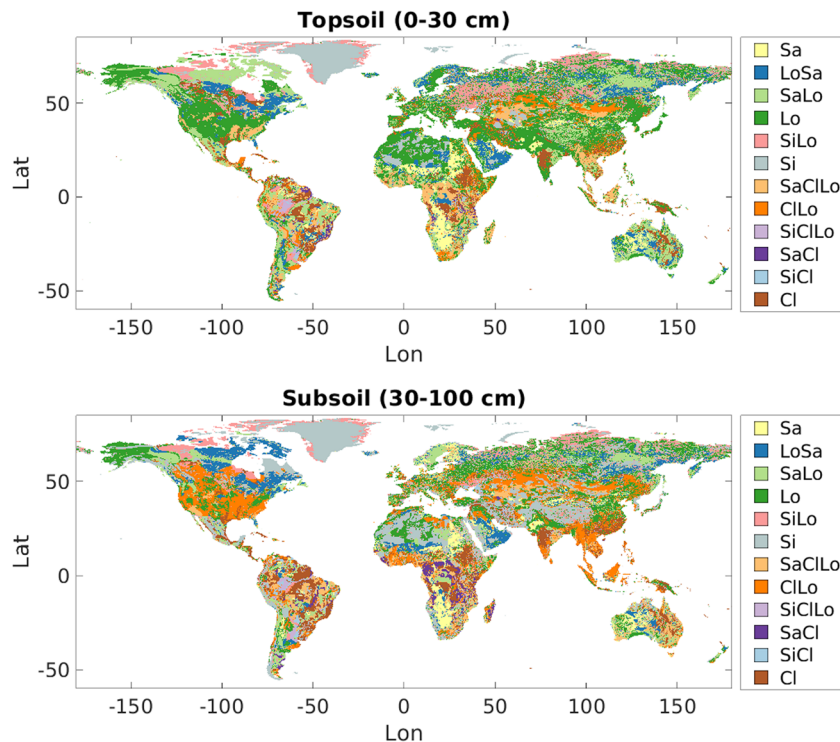 Topsoil (0-30 cm)
Lat
50
0
-50
-150
-100
-50
0
50
100
150
Lon
Sa
LoSa
SaLo
Lo
SiLo
Si
SaClLo
ClLo
SiClLo
SaCl
SiCl
Cl
Subsoil (30-100 cm)
Lat
50
0
-50
-150
-100
-50
0
50
100
150
Lon
Sa
LoSa
SaLo
Lo
SiLo
Si
SaClLo
ClLo
SiClLo
SaCl
SiCl
Cl